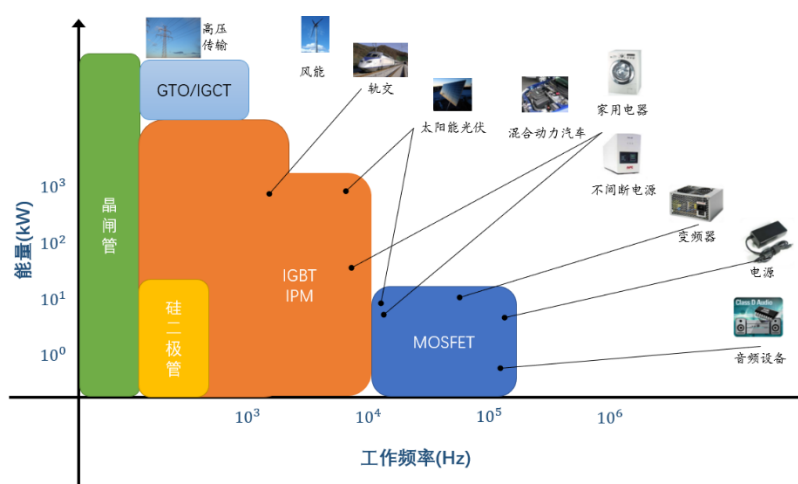 高压
传输
GTO/IGCT
风能
轨交
太阳能光伏
混合动力汽车
家用电器
不间断电源
变频器
电源
Class D Audio
音频设备
能量(kW)
10³
10²
10¹
10⁰
晶闸管
硅二极管
IGBT
IPM
MOSFET
10³
10⁴
10⁵
10⁶
工作频率(Hz)